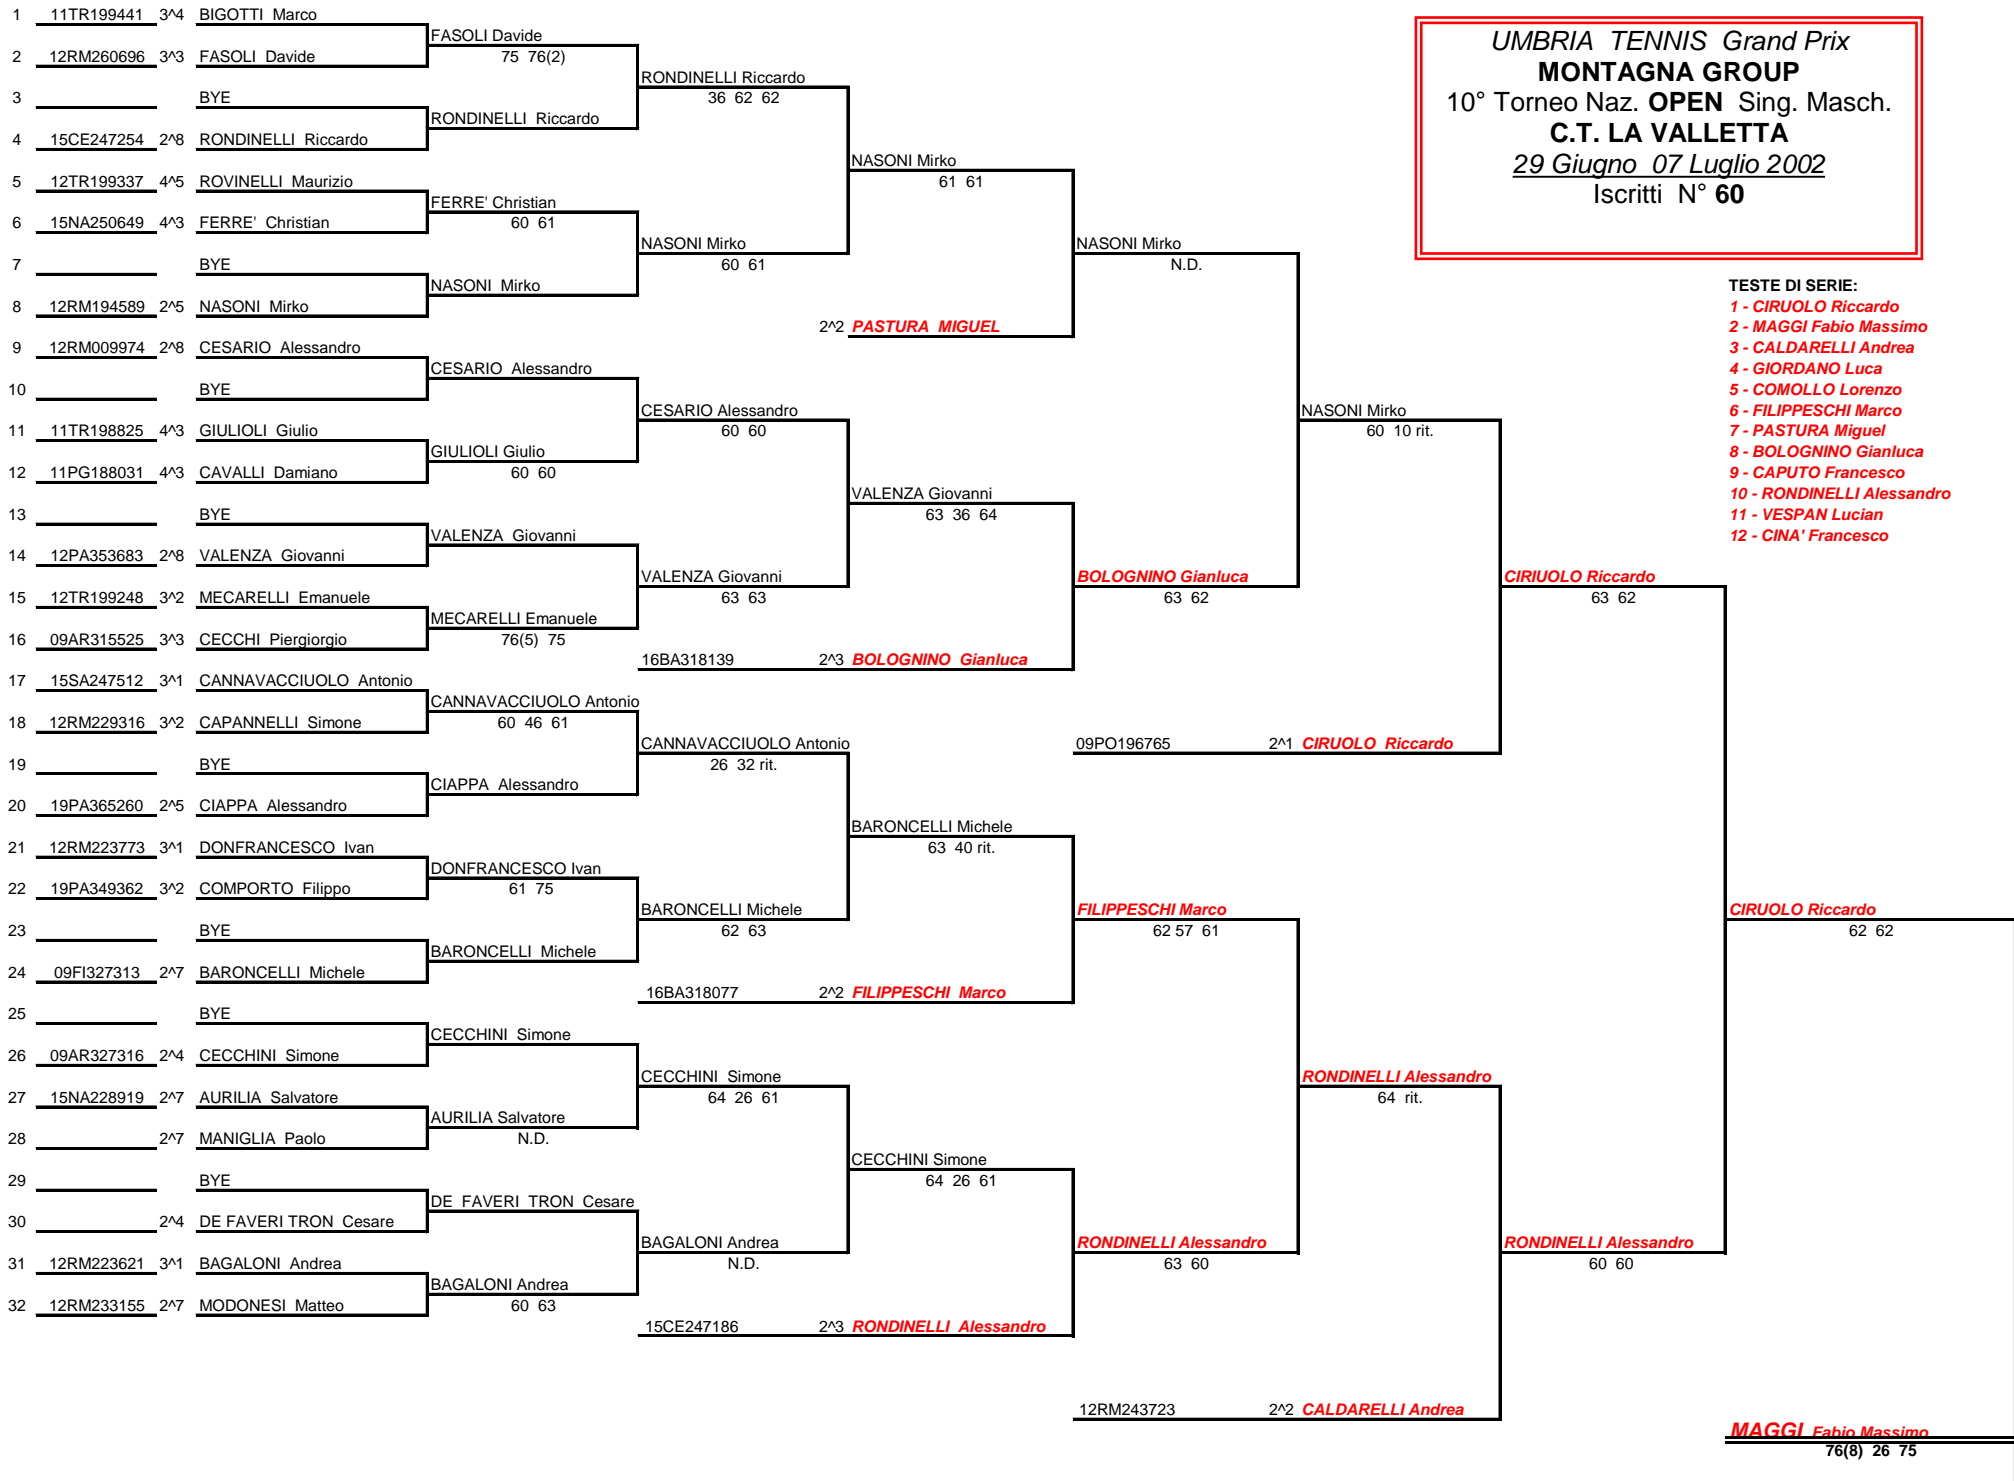 UMBRIA TENNIS Grand Prix
MONTAGNA GROUP
10° Torneo Naz. OPEN Sing. Masch.
C.T. LA VALLETTA
29 Giugno 07 Luglio 2002
Iscritti N° 60
TESTE DI SERIE:
1 - CIRUOLO Riccardo
2 - MAGGI Fabio Massimo
3 - CALDARELLI Andrea
4 - GIORDANO Luca
5 - COMOLLO Lorenzo
6 - FILIPPESCHI Marco
7 - PASTURA Miguel
8 - BOLOGNINO Gianluca
9 - CAPUTO Francesco
10 - RONDINELLI Alessandro
11 - VESPAN Lucian
12 - CINA' Francesco
1 11TR199441 3^4 BIGOTTI Marco
2 12RM260696 3^3 FASOLI Davide
3 BYE
4 15CE247254 2^8 RONDINELLI Riccardo
5 12TR199337 4^5 ROVINELLI Maurizio
6 15NA250649 4^3 FERRE' Christian
7 BYE
8 12RM194589 2^5 NASONI Mirko
9 12RM009974 2^8 CESARIO Alessandro
10 BYE
11 11TR198825 4^3 GIULIOLI Giulio
12 11PG188031 4^3 CAVALLI Damiano
13 BYE
14 12PA353683 2^8 VALENZA Giovanni
15 12TR199248 3^2 MECARELLI Emanuele
16 09AR315525 3^3 CECCHI Piergiorgio
17 15SA247512 3^1 CANNAVACCIUOLO Antonio
18 12RM229316 3^2 CAPANNELLI Simone
19 BYE
20 19PA365260 2^5 CIAPPA Alessandro
21 12RM223773 3^1 DONFRANCESCO Ivan
22 19PA349362 3^2 COMPORTO Filippo
23 BYE
24 09FI327313 2^7 BARONCELLI Michele
25 BYE
26 09AR327316 2^4 CECCHINI Simone
27 15NA228919 2^7 AURILIA Salvatore
28 2^7 MANIGLIA Paolo
29 BYE
30 2^4 DE FAVERI TRON Cesare
31 12RM223621 3^1 BAGALONI Andrea
32 12RM233155 2^7 MODONESI Matteo
FASOLI Davide
75 76(2)
RONDINELLI Riccardo
FERRE' Christian
60 61
NASONI Mirko
CESARIO Alessandro
GIULIOLI Giulio
60 60
VALENZA Giovanni
MECARELLI Emanuele
76(5) 75
CANNAVACCIUOLO Antonio
60 46 61
CIAPPA Alessandro
DONFRANCESCO Ivan
61 75
BARONCELLI Michele
CECCHINI Simone
AURILIA Salvatore
N.D.
DE FAVERI TRON Cesare
BAGALONI Andrea
60 63
RONDINELLI Riccardo
36 62 62
NASONI Mirko
60 61
CESARIO Alessandro
60 60
VALENZA Giovanni
63 63
16BA318139 2^3 BOLOGNINO Gianluca
CANNAVACCIUOLO Antonio
26 32 rit.
BARONCELLI Michele
62 63
16BA318077 2^2 FILIPPESCHI Marco
CECCHINI Simone
64 26 61
BAGALONI Andrea
N.D.
15CE247186 2^3 RONDINELLI Alessandro
NASONI Mirko
61 61
2^2 PASTURA MIGUEL
VALENZA Giovanni
63 36 64
BARONCELLI Michele
63 40 rit.
CECCHINI Simone
64 26 61
NASONI Mirko
N.D.
BOLOGNINO Gianluca
63 62
09PO196765 2^1 CIRUOLO Riccardo
FILIPPESCHI Marco
62 57 61
RONDINELLI Alessandro
63 60
12RM243723 2^2 CALDARELLI Andrea
NASONI Mirko
60 10 rit.
RONDINELLI Alessandro
64 rit.
CIRIUOLO Riccardo
63 62
RONDINELLI Alessandro
60 60
CIRUOLO Riccardo
62 62
MAGGI Fabio Massimo
76(8) 26 75